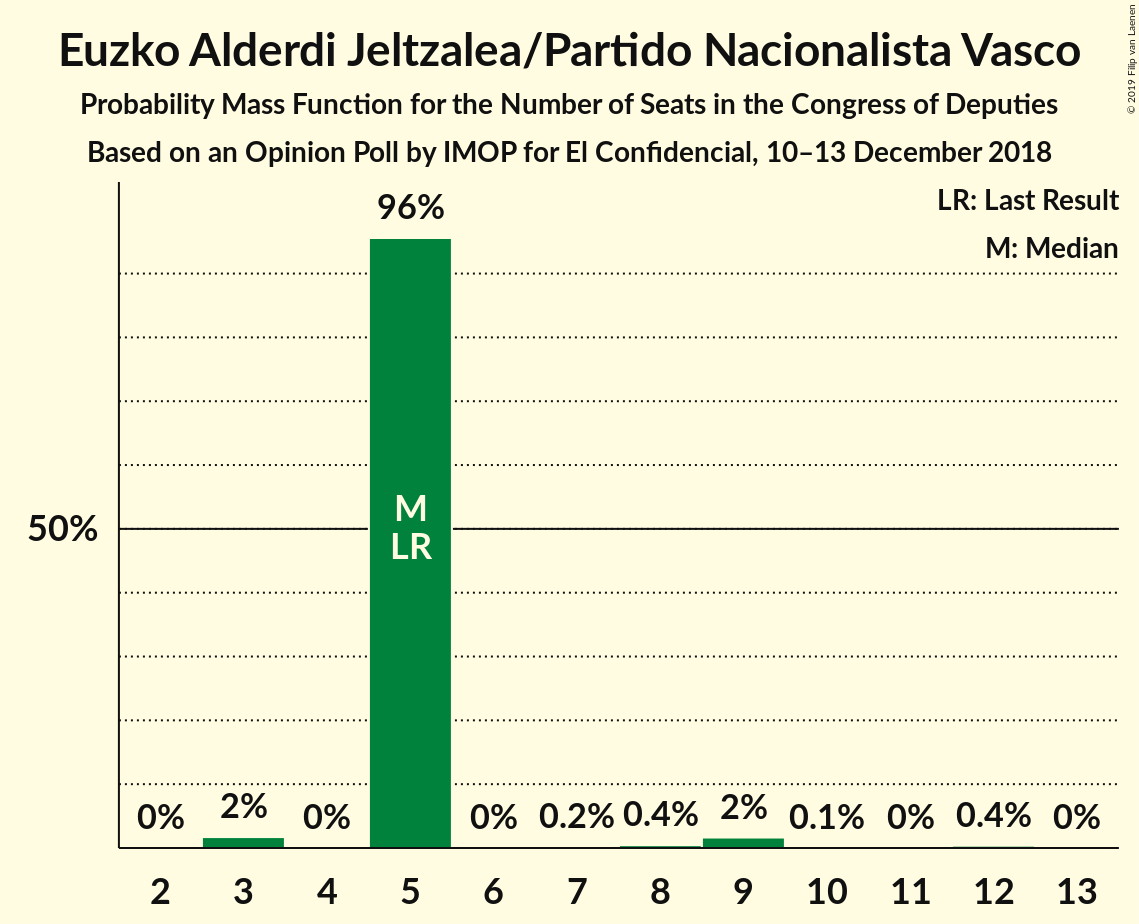 Euzko Alderdi Jeltzalea/Partido Nacionalista Vasco
Probability Mass Function for the Number of Seats in the Congress of Deputies
Based on an Opinion Poll by IMOP for El Confidencial, 10–13 December 2018
© 2019 Filip van Laenen
LR: Last Result
M: Median
96%
M
LR
50%
0% 2% 0% 0% 0.2% 0.4% 2% 0.1% 0% 0.4% 0%
2 3 4 5 6 7 8 9 10 11 12 13